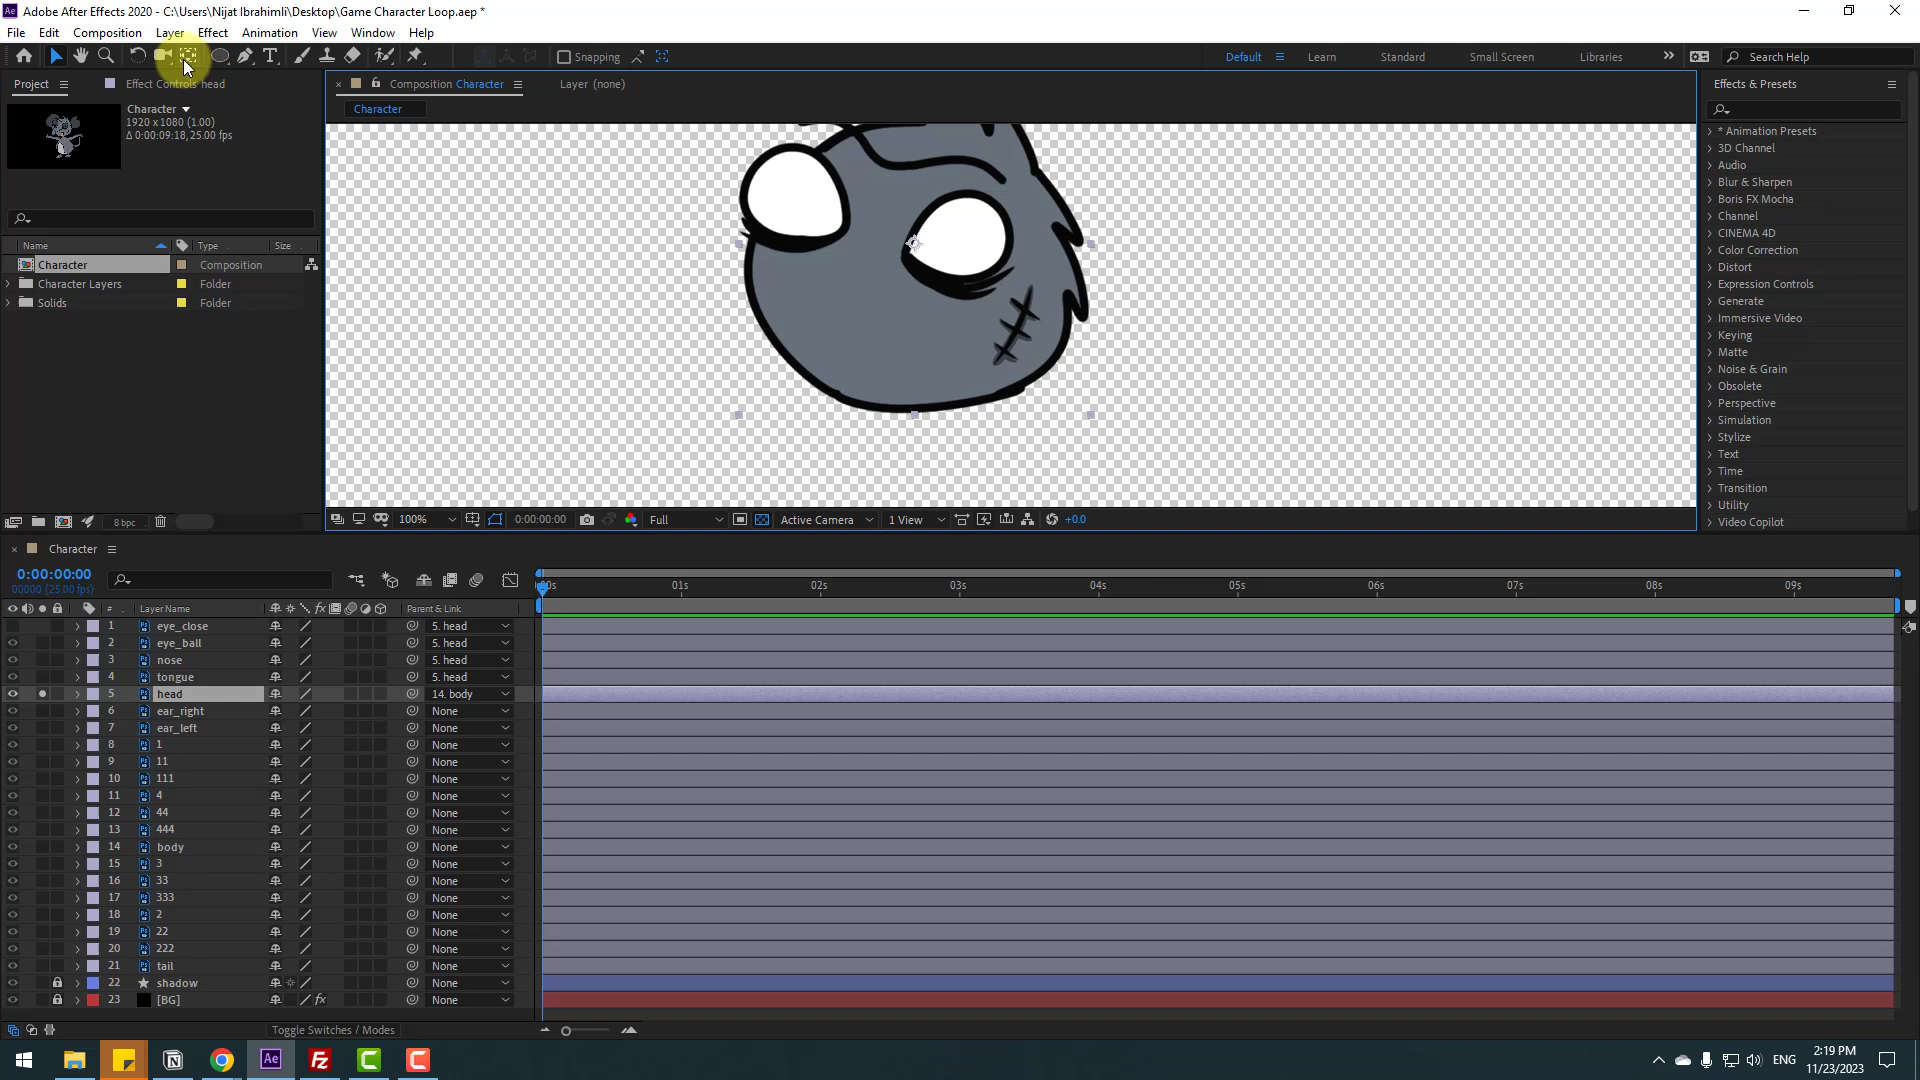 Adobe After Effects 2020 - C:\Users\Nijat Ibrahimli\Desktop\Game Character Loop.aep *
File Edit Composition Layer Effect Animation View Window Help
Snapping Default Learn Standard Small Screen Libraries Search Help
Project Effect Controls head
Composition Character Layer (none)
Effects & Presets
Character
1920 x 1080 (1.00)
Δ 0:00:09:18, 25.00 fps
Character
Name Type Size
Character Composition
Character Layers Folder
Solids Folder
* Animation Presets
3D Channel
Audio
Blur & Sharpen
Boris FX Mocha
Channel
CINEMA 4D
Color Correction
Distort
Expression Controls
Generate
Immersive Video
Keying
Matte
Noise & Grain
Obsolete
Perspective
Simulation
Stylize
Text
Time
Transition
Utility
Video Copilot
8 bpc
100% 0:00:00:00 Full Active Camera 1 View +0.0
Character
0:00:00:00
00000 (25.00 fps)
:00s 01s 02s 03s 04s 05s 06s 07s 08s 09s
# Layer Name fx Parent & Link
1 eye_close 5. head
2 eye_ball 5. head
3 nose 5. head
4 tongue 5. head
5 head 14. body
6 ear_right None
7 ear_left None
8 1 None
9 11 None
10 111 None
11 4 None
12 44 None
13 444 None
14 body None
15 3 None
16 33 None
17 333 None
18 2 None
19 22 None
20 222 None
21 tail None
22 shadow None
23 [BG] fx None
Toggle Switches / Modes
Ae
ENG
2:19 PM
11/23/2023